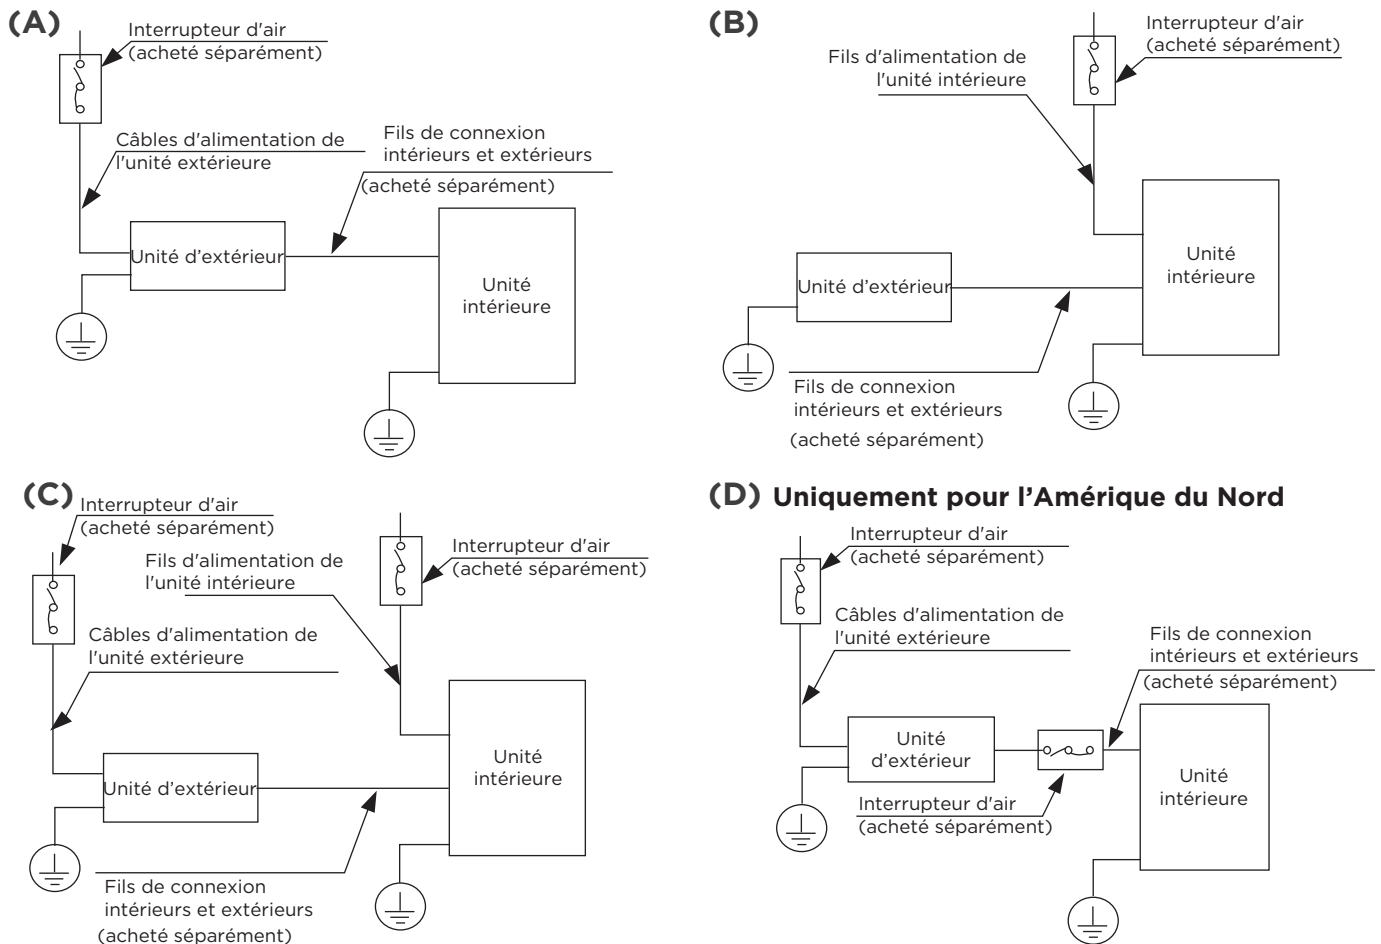 (A)
Interrupteur d'air
(acheté séparément)
Câbles d'alimentation de
l'unité extérieure
Fils de connexion
intérieurs et extérieurs
(acheté séparément)
Unité d'extérieur
Unité
intérieure
(B)
Interrupteur d'air
(acheté séparément)
Fils d'alimentation de
l'unité intérieure
Unité
intérieure
Unité d'extérieur
Fils de connexion
intérieurs et extérieurs
(acheté séparément)
(C)
Interrupteur d'air
(acheté séparément)
Fils d'alimentation de
l'unité intérieure
Interrupteur d'air
(acheté séparément)
Câbles d'alimentation de
l'unité extérieure
Unité
intérieure
Unité d'extérieur
Fils de connexion
intérieurs et extérieurs
(acheté séparément)
(D) Uniquement pour l'Amérique du Nord
Interrupteur d'air
(acheté séparément)
Câbles d'alimentation de
l'unité extérieure
Fils de connexion
intérieurs et extérieurs
(acheté séparément)
Unité
d'extérieur
Unité
intérieure
Interrupteur d'air
(acheté séparément)